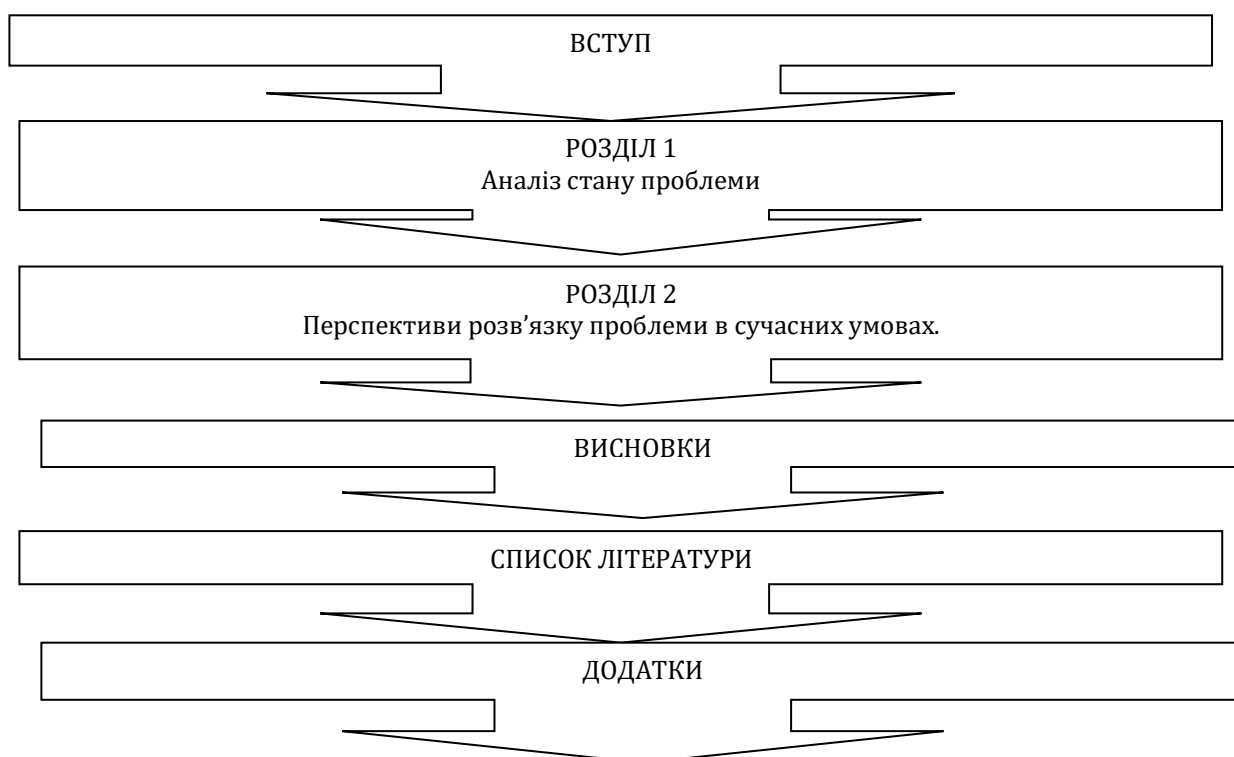 ВСТУП
РОЗДІЛ 1
Аналіз стану проблеми
РОЗДІЛ 2
Перспективи розв’язку проблеми в сучасних умовах.
ВИСНОВКИ
СПИСОК ЛІТЕРАТУРИ
ДОДАТКИ